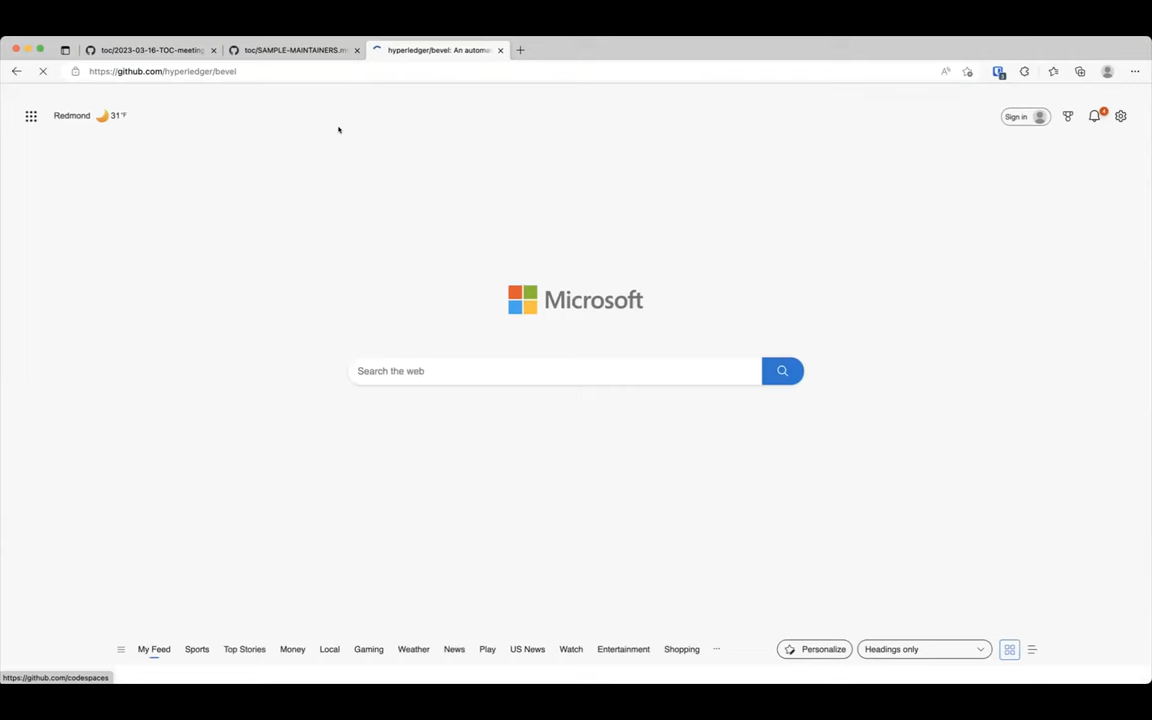 toc/2023-03-16-TOC-meeting
toc/SAMPLE-MAINTAINERS.m
hyperledger/bevel: An automa
https://github.com/hyperledger/bevel
Redmond 31°F
Sign in
4
Microsoft
Search the web
My Feed Sports Top Stories Money Local Gaming Weather News Play US News Watch Entertainment Shopping ...
Personalize
Headings only
https://github.com/codespaces